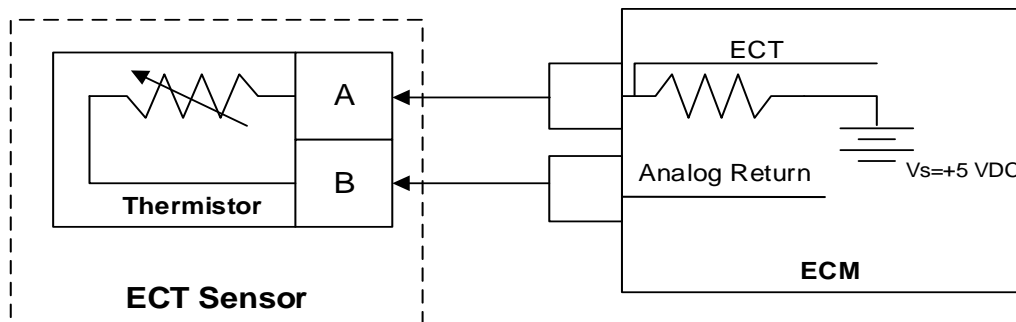 ECT
A
B
Thermistor
Analog Return
Vs=+5 VDC
ECM
ECT Sensor